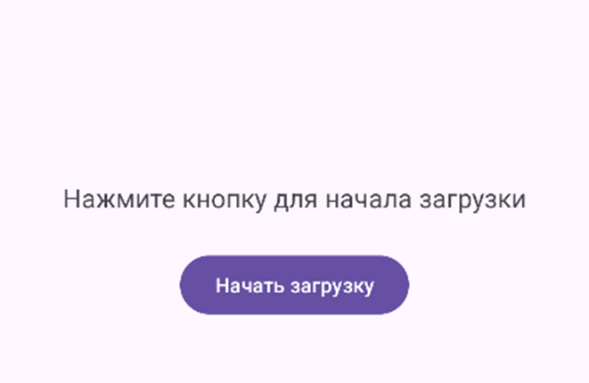 Нажмите кнопку для начала загрузки
Начать загрузку